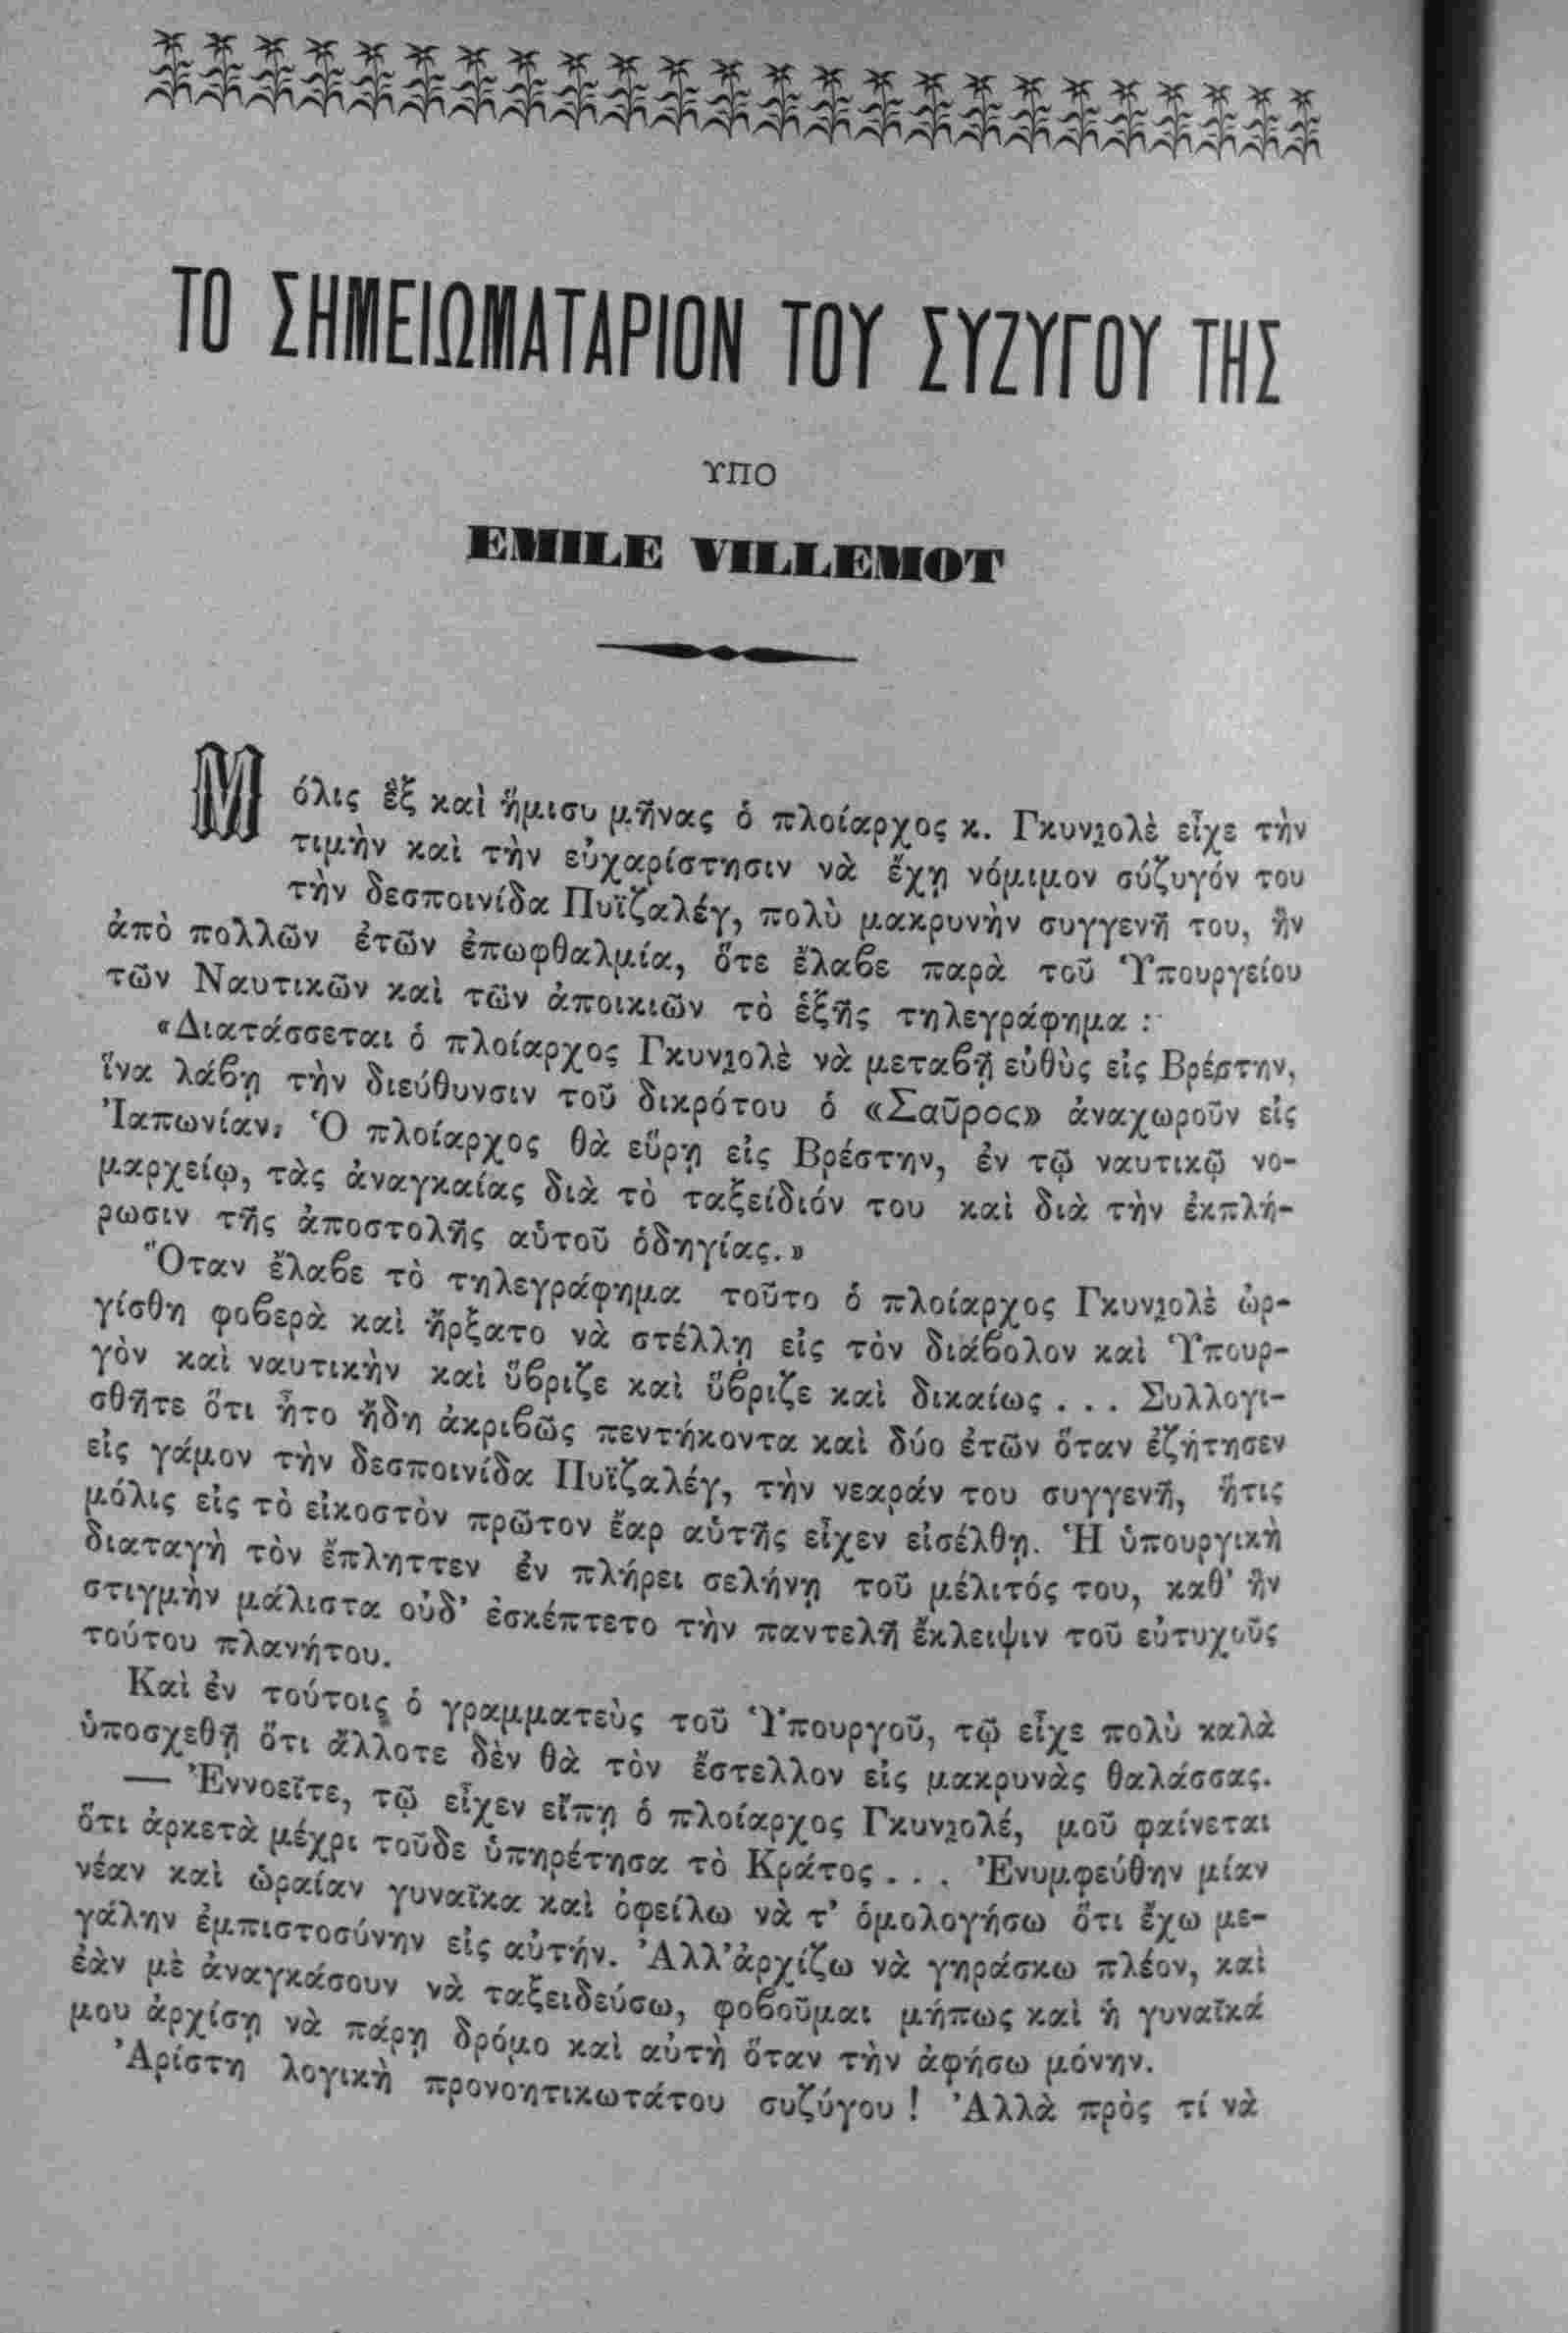 ΤΟ ΣΗΜΕΙΩΜΑΤΑΡΙΟΝ ΤΟΥ ΣΥΖΥΓΟΥ ΤΗΣ
ΥΠΟ
EMILE VILLEMOT
Μόλις ἓξ καὶ ἥμισυ μῆνας ὁ πλοίαρχος κ. Γκυνιολὲ εἶχε τὴν
τιμὴν καὶ τὴν εὐχαρίστησιν νὰ ἔχῃ νόμιμον σύζυγόν του
τὴν δεσποινίδα Πυϊζαλέγ, πολὺ μακρυνὴν συγγενῆ του, ἣν
ἀπὸ πολλῶν ἐτῶν ἐπωφθαλμία, ὅτε ἔλαβε παρὰ τοῦ Ὑπουργείου
τῶν Ναυτικῶν καὶ τῶν ἀποικιῶν τὸ ἑξῆς τηλεγράφημα :
«Διατάσσεται ὁ πλοίαρχος Γκυνιολὲ νὰ μεταβῇ εὐθὺς εἰς Βρέστην,
ἵνα λάβῃ τὴν διεύθυνσιν τοῦ δικρότου ὁ «Σαῦρος» ἀναχωροῦν εἰς
Ἰαπωνίαν. Ὁ πλοίαρχος θὰ εὕρῃ εἰς Βρέστην, ἐν τῷ ναυτικῷ νο-
μαρχείῳ, τὰς ἀναγκαίας διὰ τὸ ταξείδιόν του καὶ διὰ τὴν ἐκπλή-
ρωσιν τῆς ἀποστολῆς αὑτοῦ ὁδηγίας.»
Ὅταν ἔλαβε τὸ τηλεγράφημα τοῦτο ὁ πλοίαρχος Γκυνιολὲ ὠρ-
γίσθη φοβερὰ καὶ ἤρξατο νὰ στέλλῃ εἰς τὸν διάβολον καὶ Ὑπουρ-
γὸν καὶ ναυτικὴν καὶ ὕβριζε καὶ ὕβριζε καὶ δικαίως . . . Συλλογι-
σθῆτε ὅτι ἦτο ἤδη ἀκριβῶς πεντήκοντα καὶ δύο ἐτῶν ὅταν ἐζήτησεν
εἰς γάμον τὴν δεσποινίδα Πυϊζαλέγ, τὴν νεαράν του συγγενῆ, ἥτις
μόλις εἰς τὸ εἰκοστὸν πρῶτον ἔαρ αὑτῆς εἶχεν εἰσέλθῃ. Ἡ ὑπουργικὴ
διαταγὴ τὸν ἔπληττεν ἐν πλήρει σελήνῃ τοῦ μέλιτός του, καθ' ἣν
στιγμὴν μάλιστα οὐδ' ἐσκέπτετο τὴν παντελῆ ἔκλειψιν τοῦ εὐτυχοῦς
τούτου πλανήτου.
Καὶ ἐν τούτοις ὁ γραμματεὺς τοῦ Ὑπουργοῦ, τῷ εἶχε πολὺ καλὰ
ὑποσχεθῇ ὅτι ἄλλοτε δὲν θὰ τὸν ἔστελλον εἰς μακρυνὰς θαλάσσας.
— Ἐννοεῖτε, τῷ εἶχεν εἴπῃ ὁ πλοίαρχος Γκυνιολέ, μοῦ φαίνεται
ὅτι ἀρκετὰ μέχρι τοῦδε ὑπηρέτησα τὸ Κράτος . . . Ἐνυμφεύθην μίαν
νέαν καὶ ὡραίαν γυναῖκα καὶ ὀφείλω νὰ τ' ὁμολογήσω ὅτι ἔχω με-
γάλην ἐμπιστοσύνην εἰς αὐτήν. Ἀλλ' ἀρχίζω νὰ γηράσκω πλέον, καὶ
ἐὰν μὲ ἀναγκάσουν νὰ ταξειδεύσω, φοβοῦμαι μήπως καὶ ἡ γυναῖκά
μου ἀρχίσῃ νὰ πάρῃ δρόμο καὶ αὐτὴ ὅταν τὴν ἀφήσω μόνην.
Ἀρίστη λογικὴ προνοητικωτάτου συζύγου ! Ἀλλὰ πρὸς τί νὰ